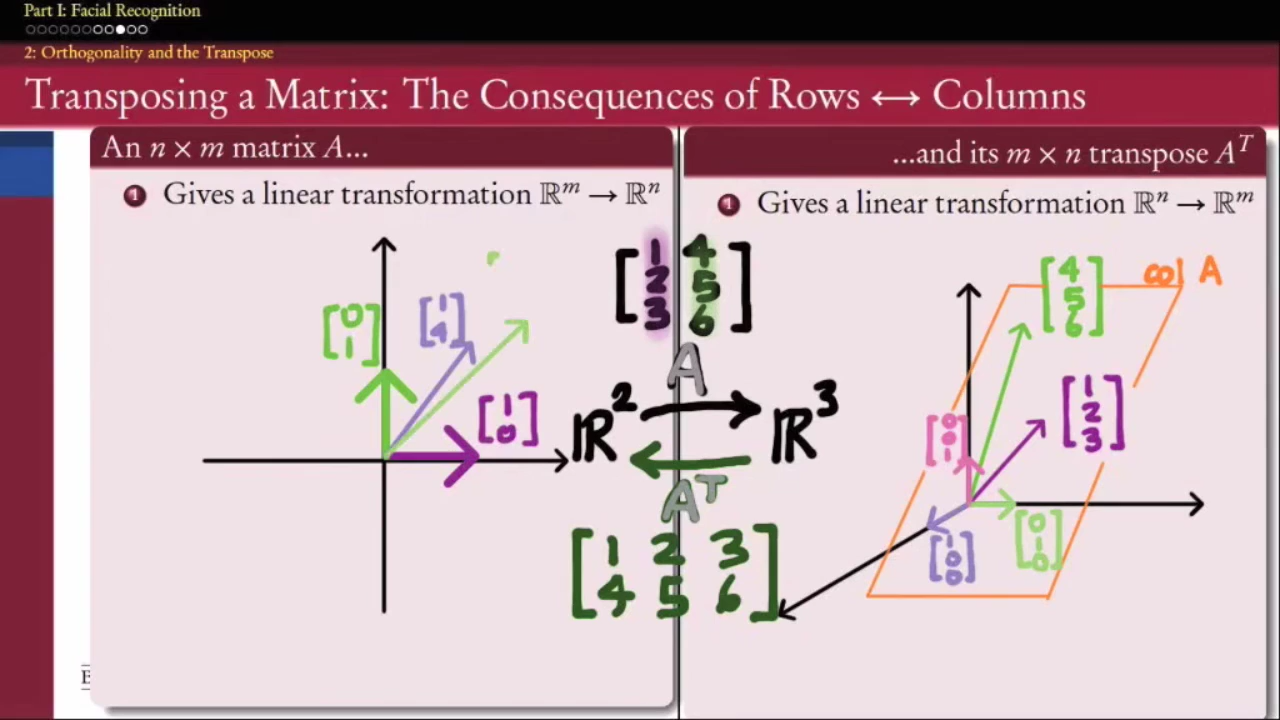 Part I: Facial Recognition
2: Orthogonality and the Transpose
Transposing a Matrix: The Consequences of Rows ⟷ Columns
An n × m matrix A...
1 Gives a linear transformation ℝᵐ → ℝⁿ
...and its m × n transpose Aᵀ
1 Gives a linear transformation ℝⁿ → ℝᵐ
[0
1]
[1
4]
[1
0]
[1 4
2 5
3 6]
A
ℝ² → ℝ³
←
Aᵀ
[1 2 3
4 5 6]
[4
5
6]
col A
[1
2
3]
[0
0
1]
[1
0
0]
[0
1
0]
E